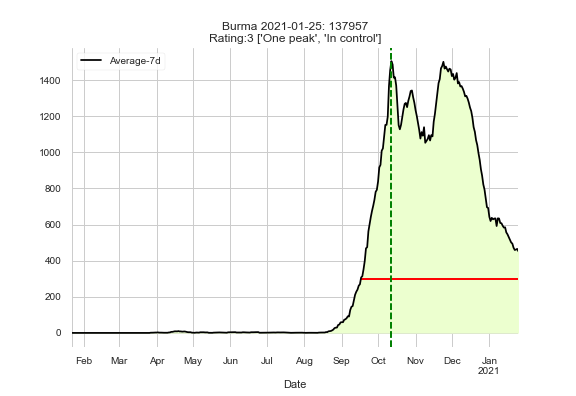 Burma 2021-01-25: 137957
Rating:3 ['One peak', 'In control']
Average-7d
1400
1200
1000
800
600
400
200
0
Feb Mar Apr May Jun Jul Aug Sep Oct Nov Dec Jan
2021
Date